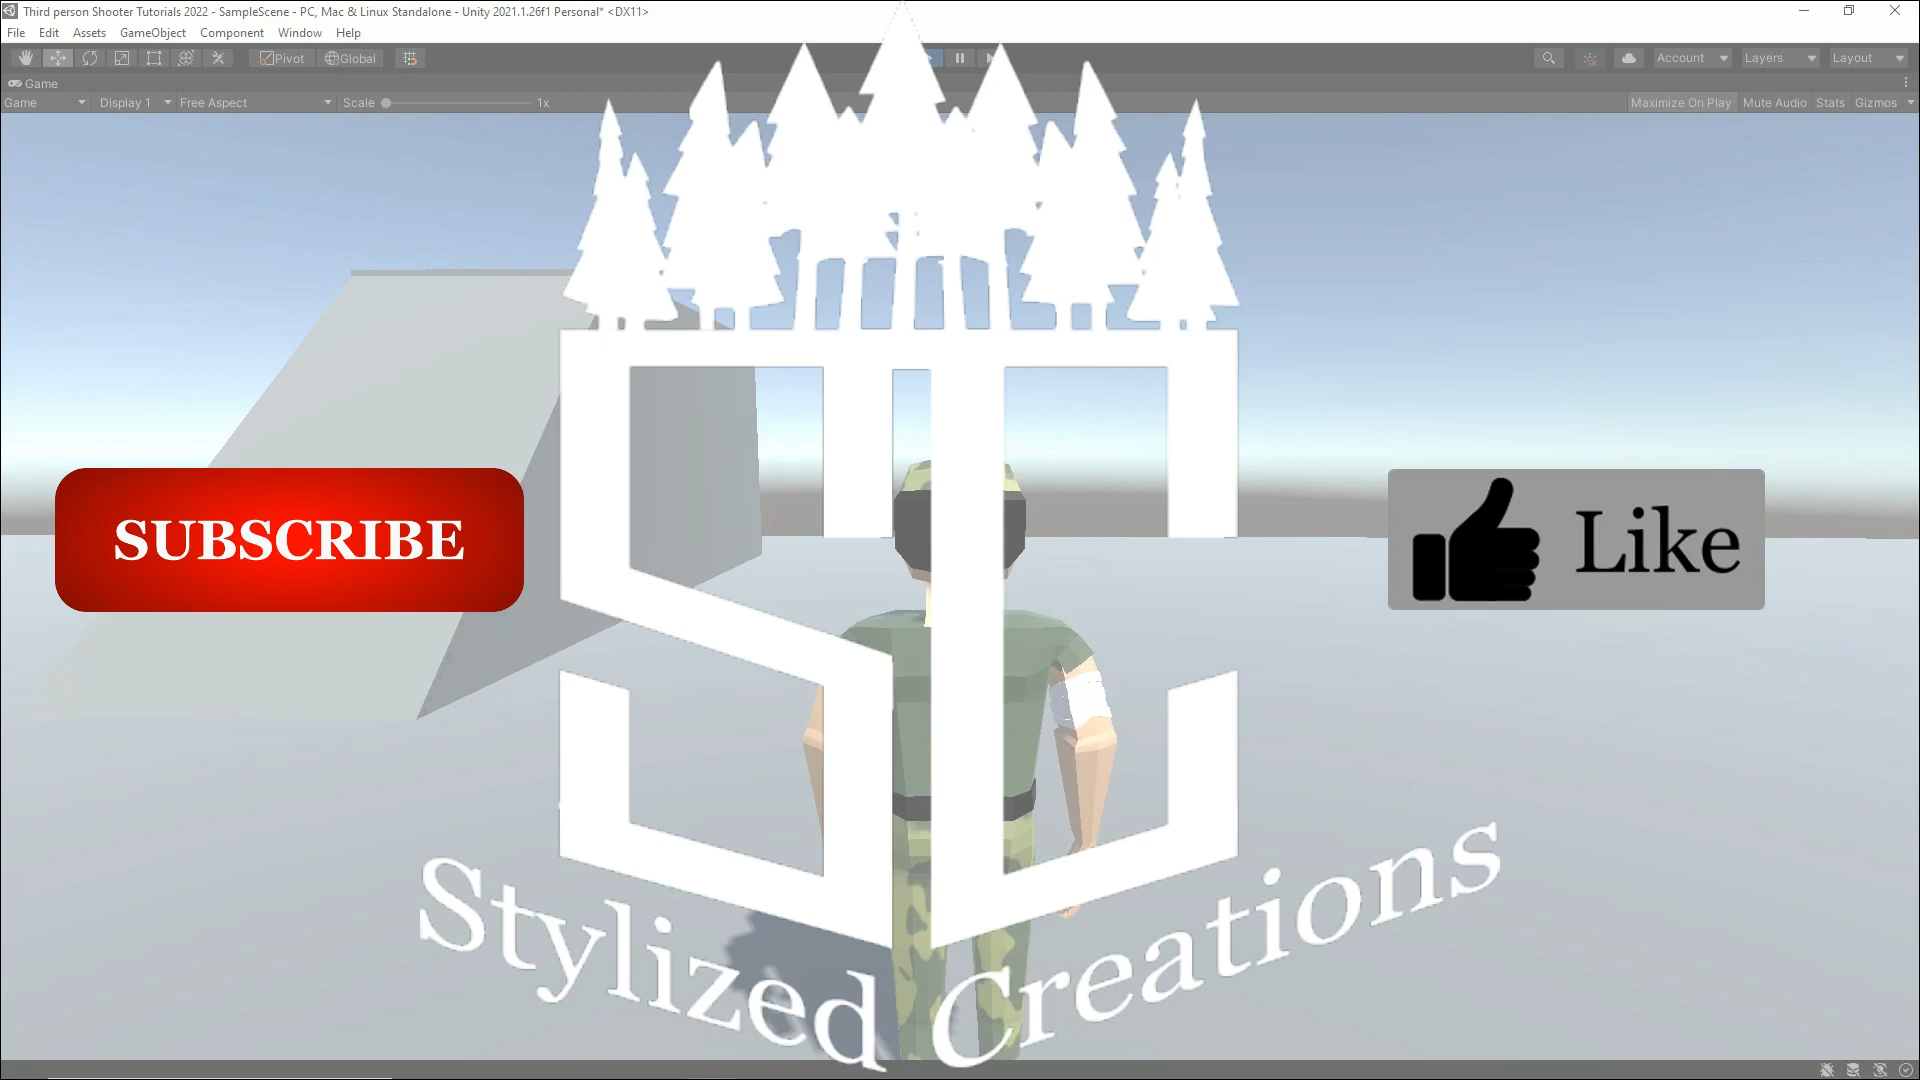 Third person Shooter Tutorials 2022 - SampleScene - PC, Mac & Linux Standalone - Unity 2021.1.26f1 Personal* <DX11>
File Edit Assets GameObject Component Window Help
Pivot Global Account Layers Layout
Game
Game Display 1 Free Aspect Scale 1x Maximize On Play Mute Audio Stats Gizmos
SUBSCRIBE
Like
Stylized Creations